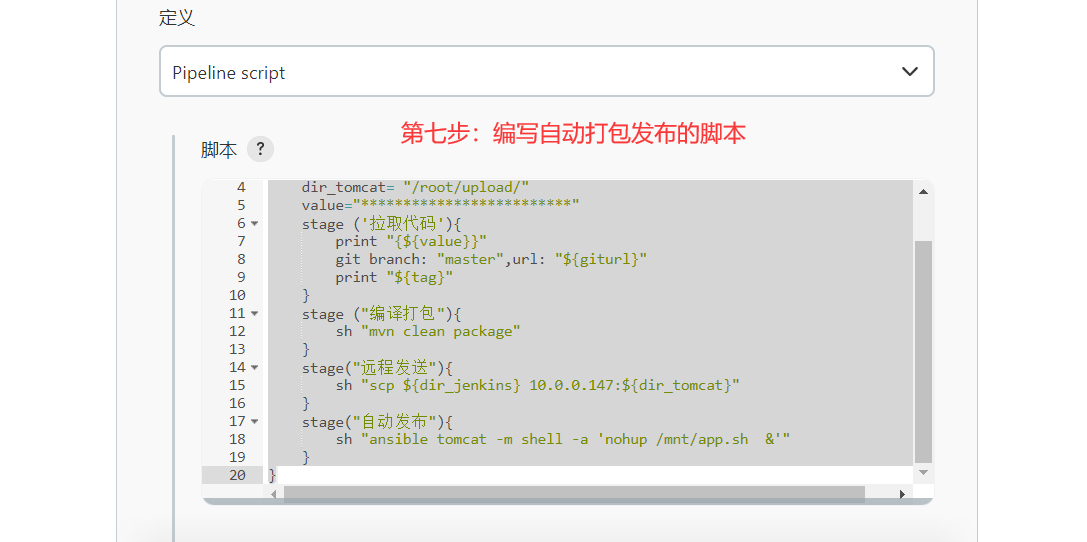 定义
Pipeline script
第七步：编写自动打包发布的脚本
脚本 ?
4 dir_tomcat= "/root/upload/"
5 value="*************************"
6 stage ('拉取代码'){
7 print "{${value}}"
8 git branch: "master",url: "${giturl}"
9 print "${tag}"
10 }
11 stage ("编译打包"){
12 sh "mvn clean package"
13 }
14 stage("远程发送"){
15 sh "scp ${dir_jenkins} 10.0.0.147:${dir_tomcat}"
16 }
17 stage("自动发布"){
18 sh "ansible tomcat -m shell -a 'nohup /mnt/app.sh  &'"
19 }
20 }